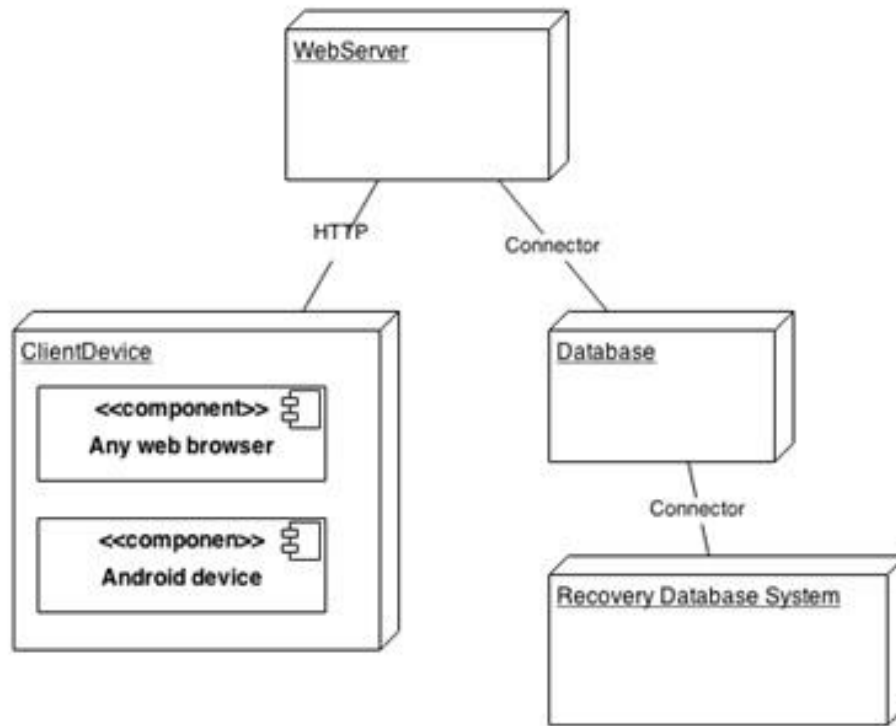 WebServer
HTTP
Connector
ClientDevice
<<component>>
Any web browser
<<componen>>
Android device
Database
Connector
Recovery Database System